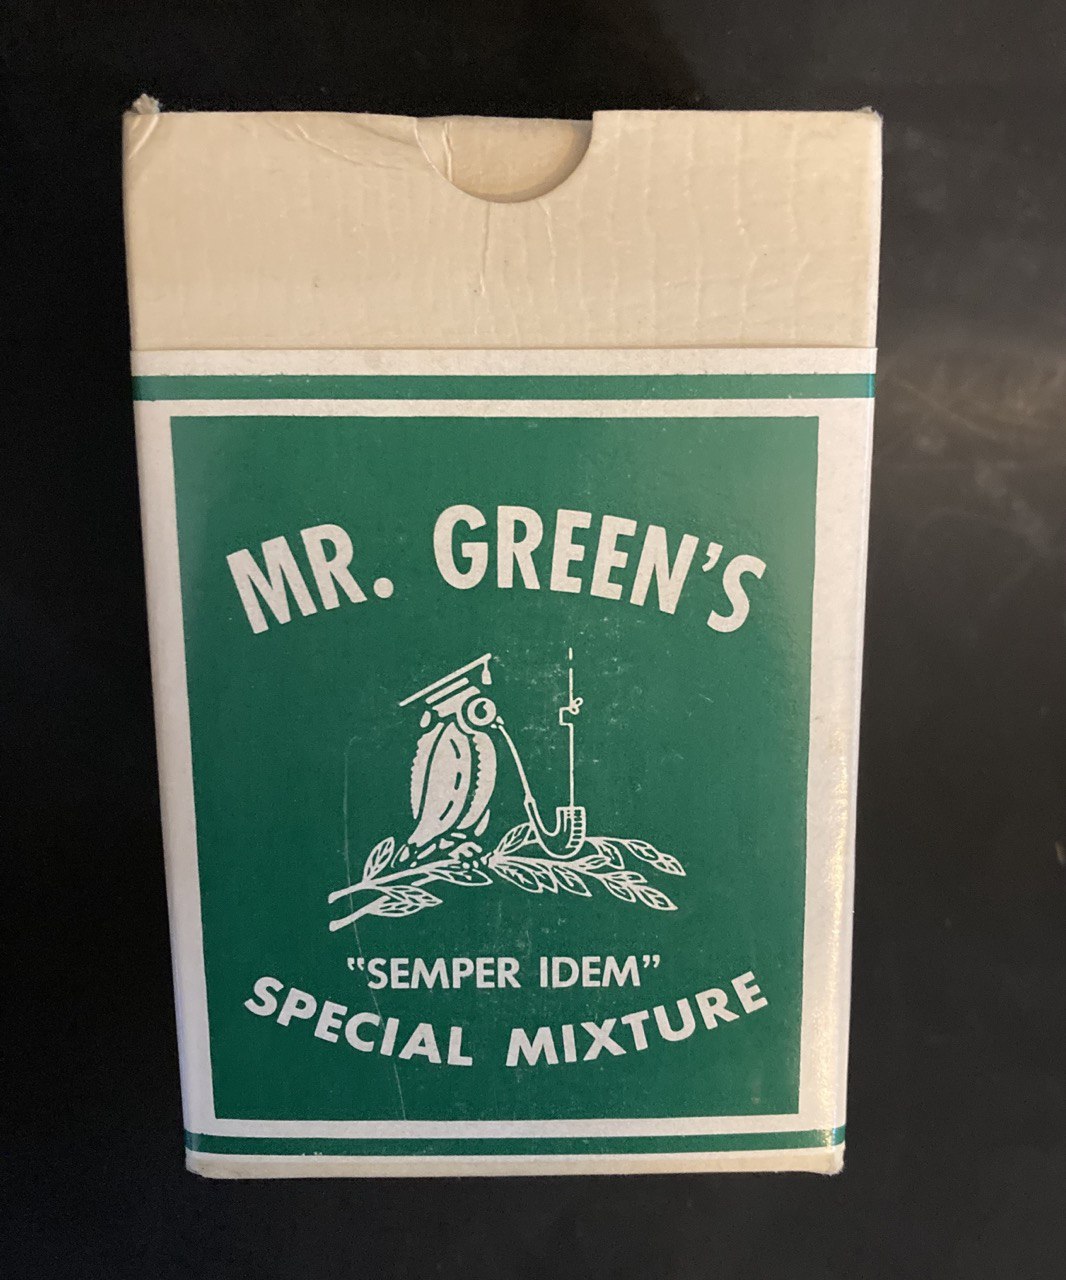 MR. GREEN'S
"SEMPER IDEM"
SPECIAL MIXTURE